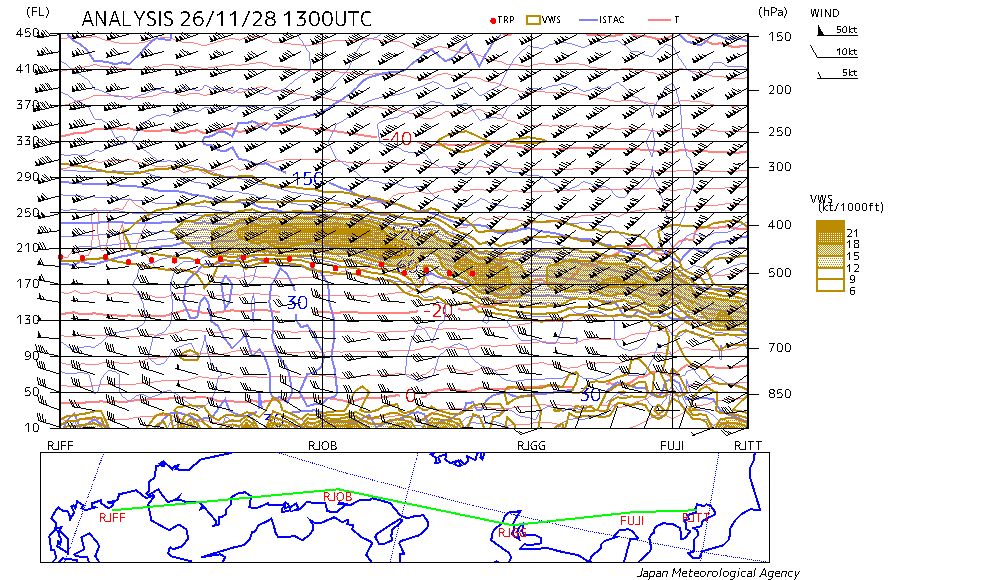 ANALYSIS 26/11/28 1300UTC
TRP VWS ISTAC T
(FL)
450
410
370
330
290
250
210
170
130
90
50
10
(hPa)
150
200
250
300
400
500
700
850
WIND
50kt
10kt
5kt
VWS
(kt/1000ft)
21
18
15
12
9
6
-40
150
30
-20
0
30
RJFF RJOB RJGG FUJI RJTT
RJOB
RJFF
FUJI
RJTT
Japan Meteorological Agency